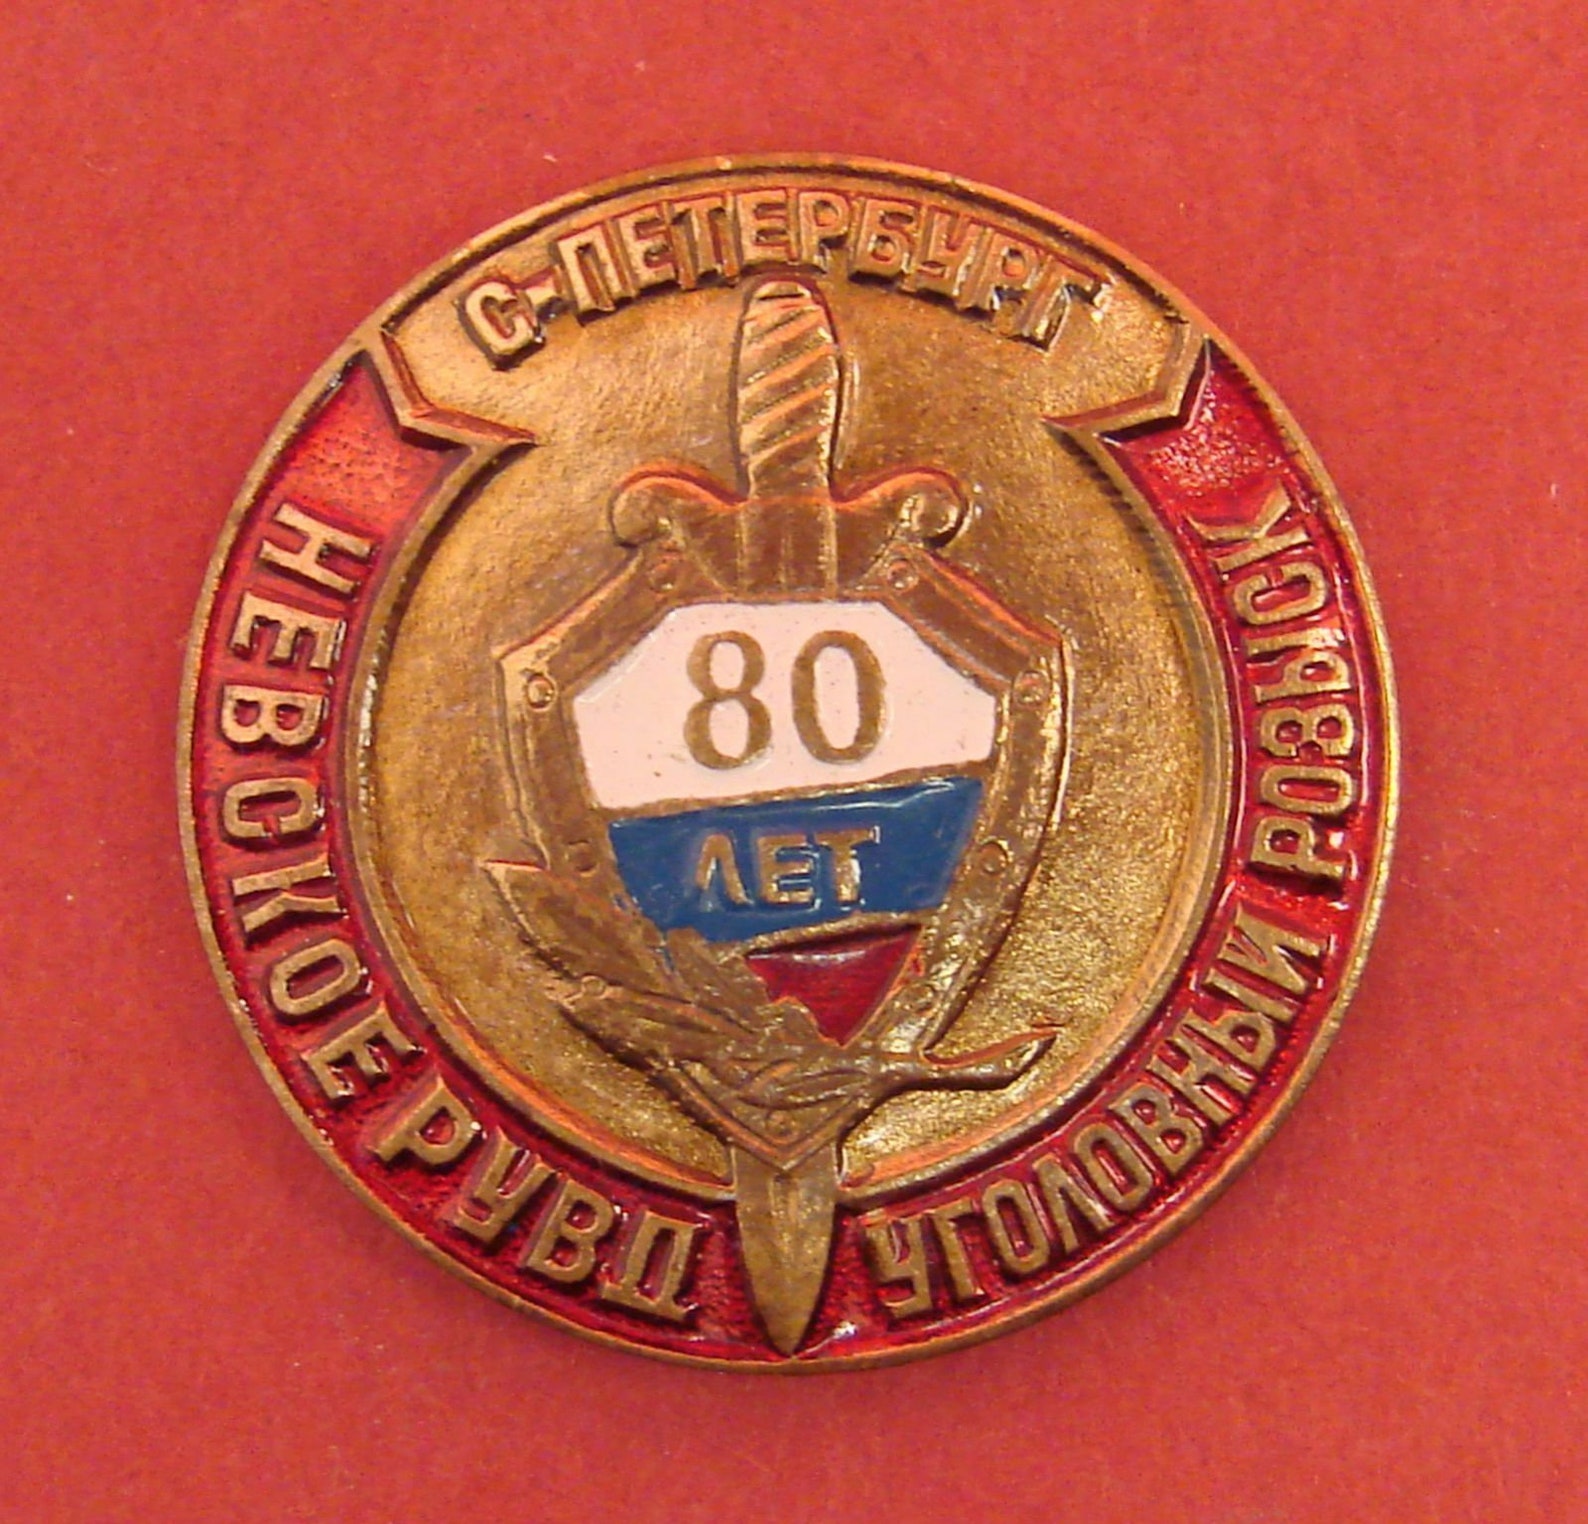 С-ПЕТЕРБУРГ
80
ЛЕТ
НЕВСКОЕ РУВД
УГОЛОВНЫЙ РОЗЫСК